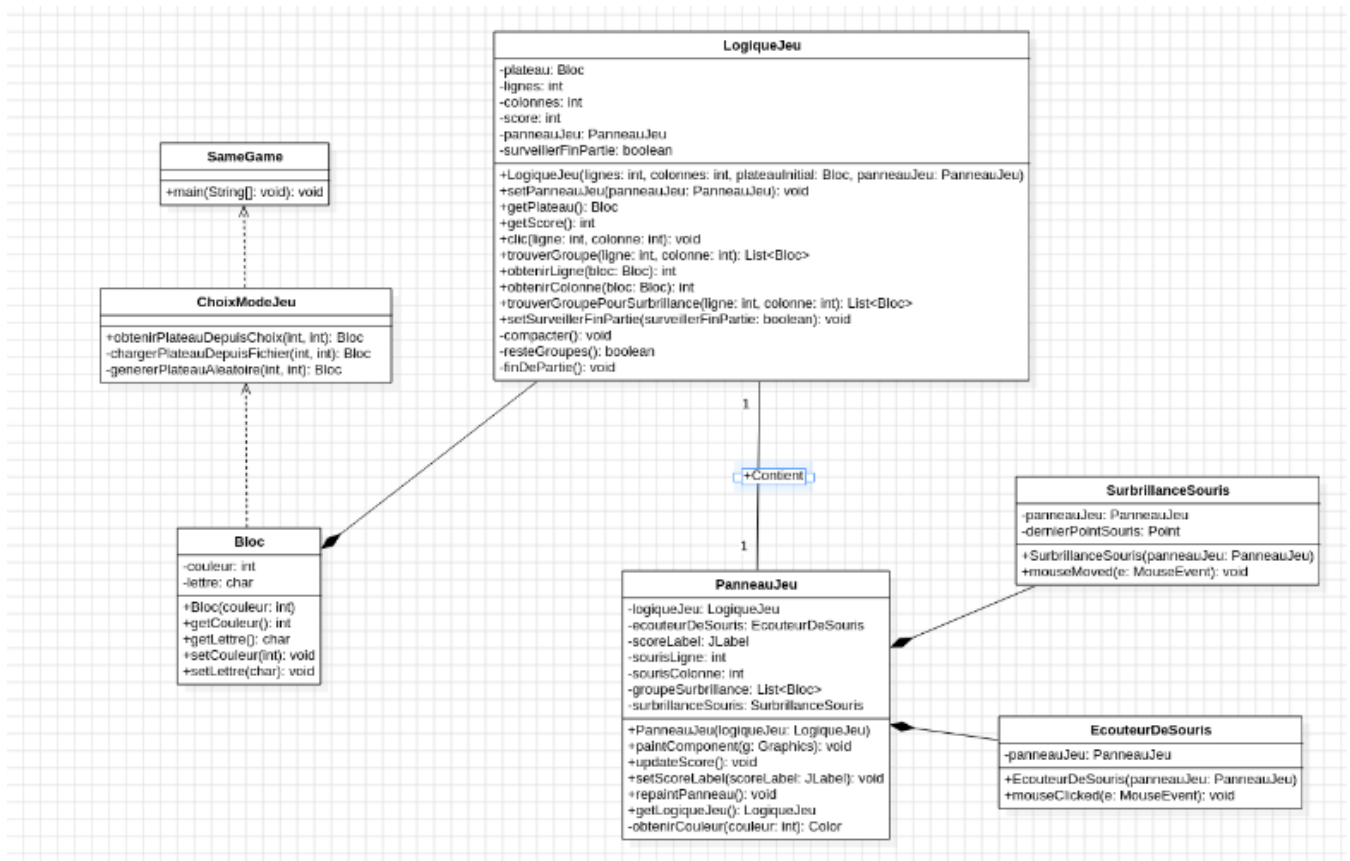 LogiqueJeu
-plateau: Bloc
-lignes: int
-colonnes: int
-score: int
-panneauJeu: PanneauJeu
-surveillerFinPartie: boolean
+LogiqueJeu(lignes: int, colonnes: int, plateauInitial: Bloc, panneauJeu: PanneauJeu)
+setPanneauJeu(panneauJeu: PanneauJeu): void
+getPlateau(): Bloc
+getScore(): int
+clic(ligne: int, colonne: int): void
+trouverGroupe(ligne: int, colonne: int): List<Bloc>
+obtenirLigne(bloc: Bloc): int
+obtenirColonne(bloc: Bloc): int
+trouverGroupePourSurbrillance(ligne: int, colonne: int): List<Bloc>
+setSurveillerFinPartie(surveillerFinPartie: boolean): void
-compacter(): void
-resteGroupes(): boolean
-finDePartie(): void
SameGame
+main(String[]: void): void
ChoixModeJeu
+obtenirPlateauDepuisChoix(int, int): Bloc
-chargerPlateauDepuisFichier(int, int): Bloc
-genererPlateauAleatoire(int, int): Bloc
1
+Contient
1
Bloc
-couleur: int
-lettre: char
+Bloc(couleur: int)
+getCouleur(): int
+getLettre(): char
+setCouleur(int): void
+setLettre(char): void
PanneauJeu
-logiqueJeu: LogiqueJeu
-ecouteurDeSouris: EcouteurDeSouris
-scoreLabel: JLabel
-sourisLigne: int
-sourisColonne: int
-groupeSurbrillance: List<Bloc>
-surbrillanceSouris: SurbrillanceSouris
+PanneauJeu(logiqueJeu: LogiqueJeu)
+paintComponent(g: Graphics): void
+updateScore(): void
+setScoreLabel(scoreLabel: JLabel): void
+repaintPanneau(): void
+getLogiqueJeu(): LogiqueJeu
-obtenirCouleur(couleur: int): Color
SurbrillanceSouris
-panneauJeu: PanneauJeu
-dernierPointSouris: Point
+SurbrillanceSouris(panneauJeu: PanneauJeu)
+mouseMoved(e: MouseEvent): void
EcouteurDeSouris
-panneauJeu: PanneauJeu
+EcouteurDeSouris(panneauJeu: PanneauJeu)
+mouseClicked(e: MouseEvent): void